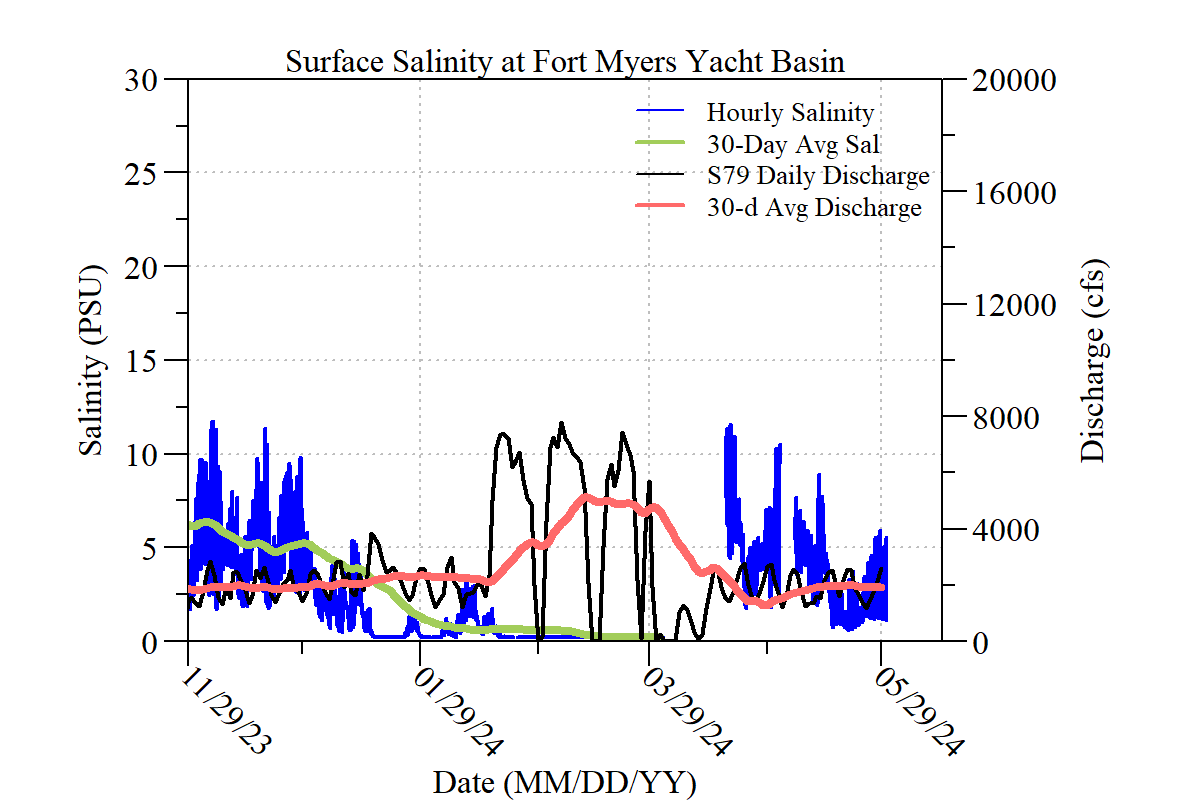 Surface Salinity at Fort Myers Yacht Basin
30
25
20
15
10
5
0
Salinity (PSU)
Hourly Salinity
30-Day Avg Sal
S79 Daily Discharge
30-d Avg Discharge
20000
16000
12000
8000
4000
0
Discharge (cfs)
11/29/23
01/29/24
03/29/24
05/29/24
Date (MM/DD/YY)